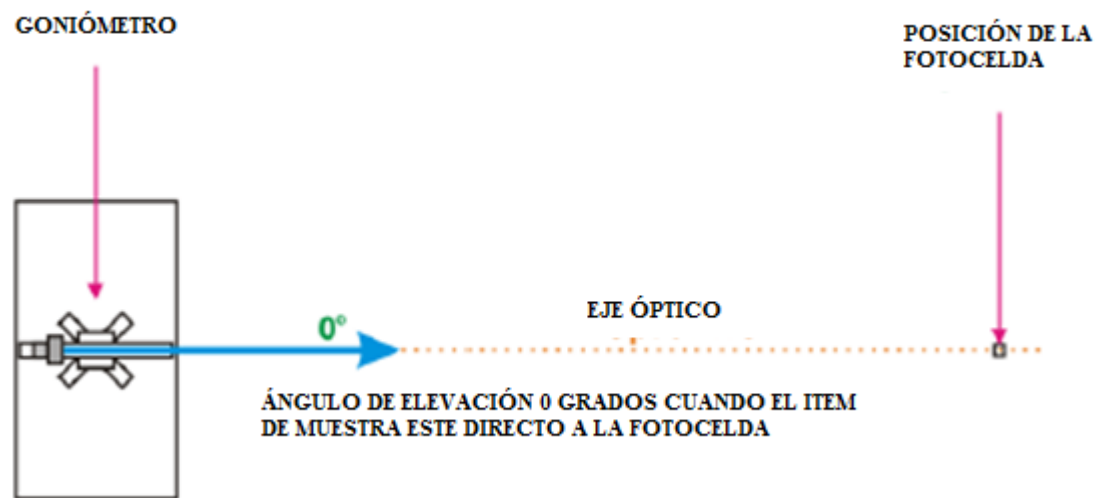 GONIÓMETRO
POSICIÓN DE LA
FOTOCELDA
EJE ÓPTICO
0°
ÁNGULO DE ELEVACIÓN 0 GRADOS CUANDO EL ITEM
DE MUESTRA ESTE DIRECTO A LA FOTOCELDA